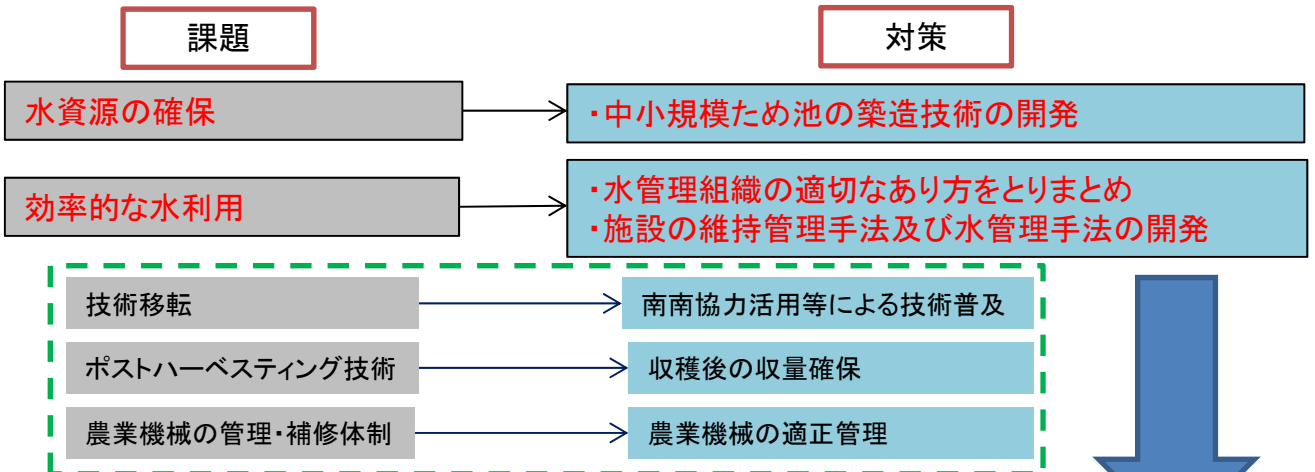 課題
対策
水資源の確保
・中小規模ため池の築造技術の開発
効率的な水利用
・水管理組織の適切なあり方をとりまとめ
・施設の維持管理手法及び水管理手法の開発
技術移転
南南協力活用等による技術普及
ポストハーベスティング技術
収穫後の収量確保
農業機械の管理・補修体制
農業機械の適正管理